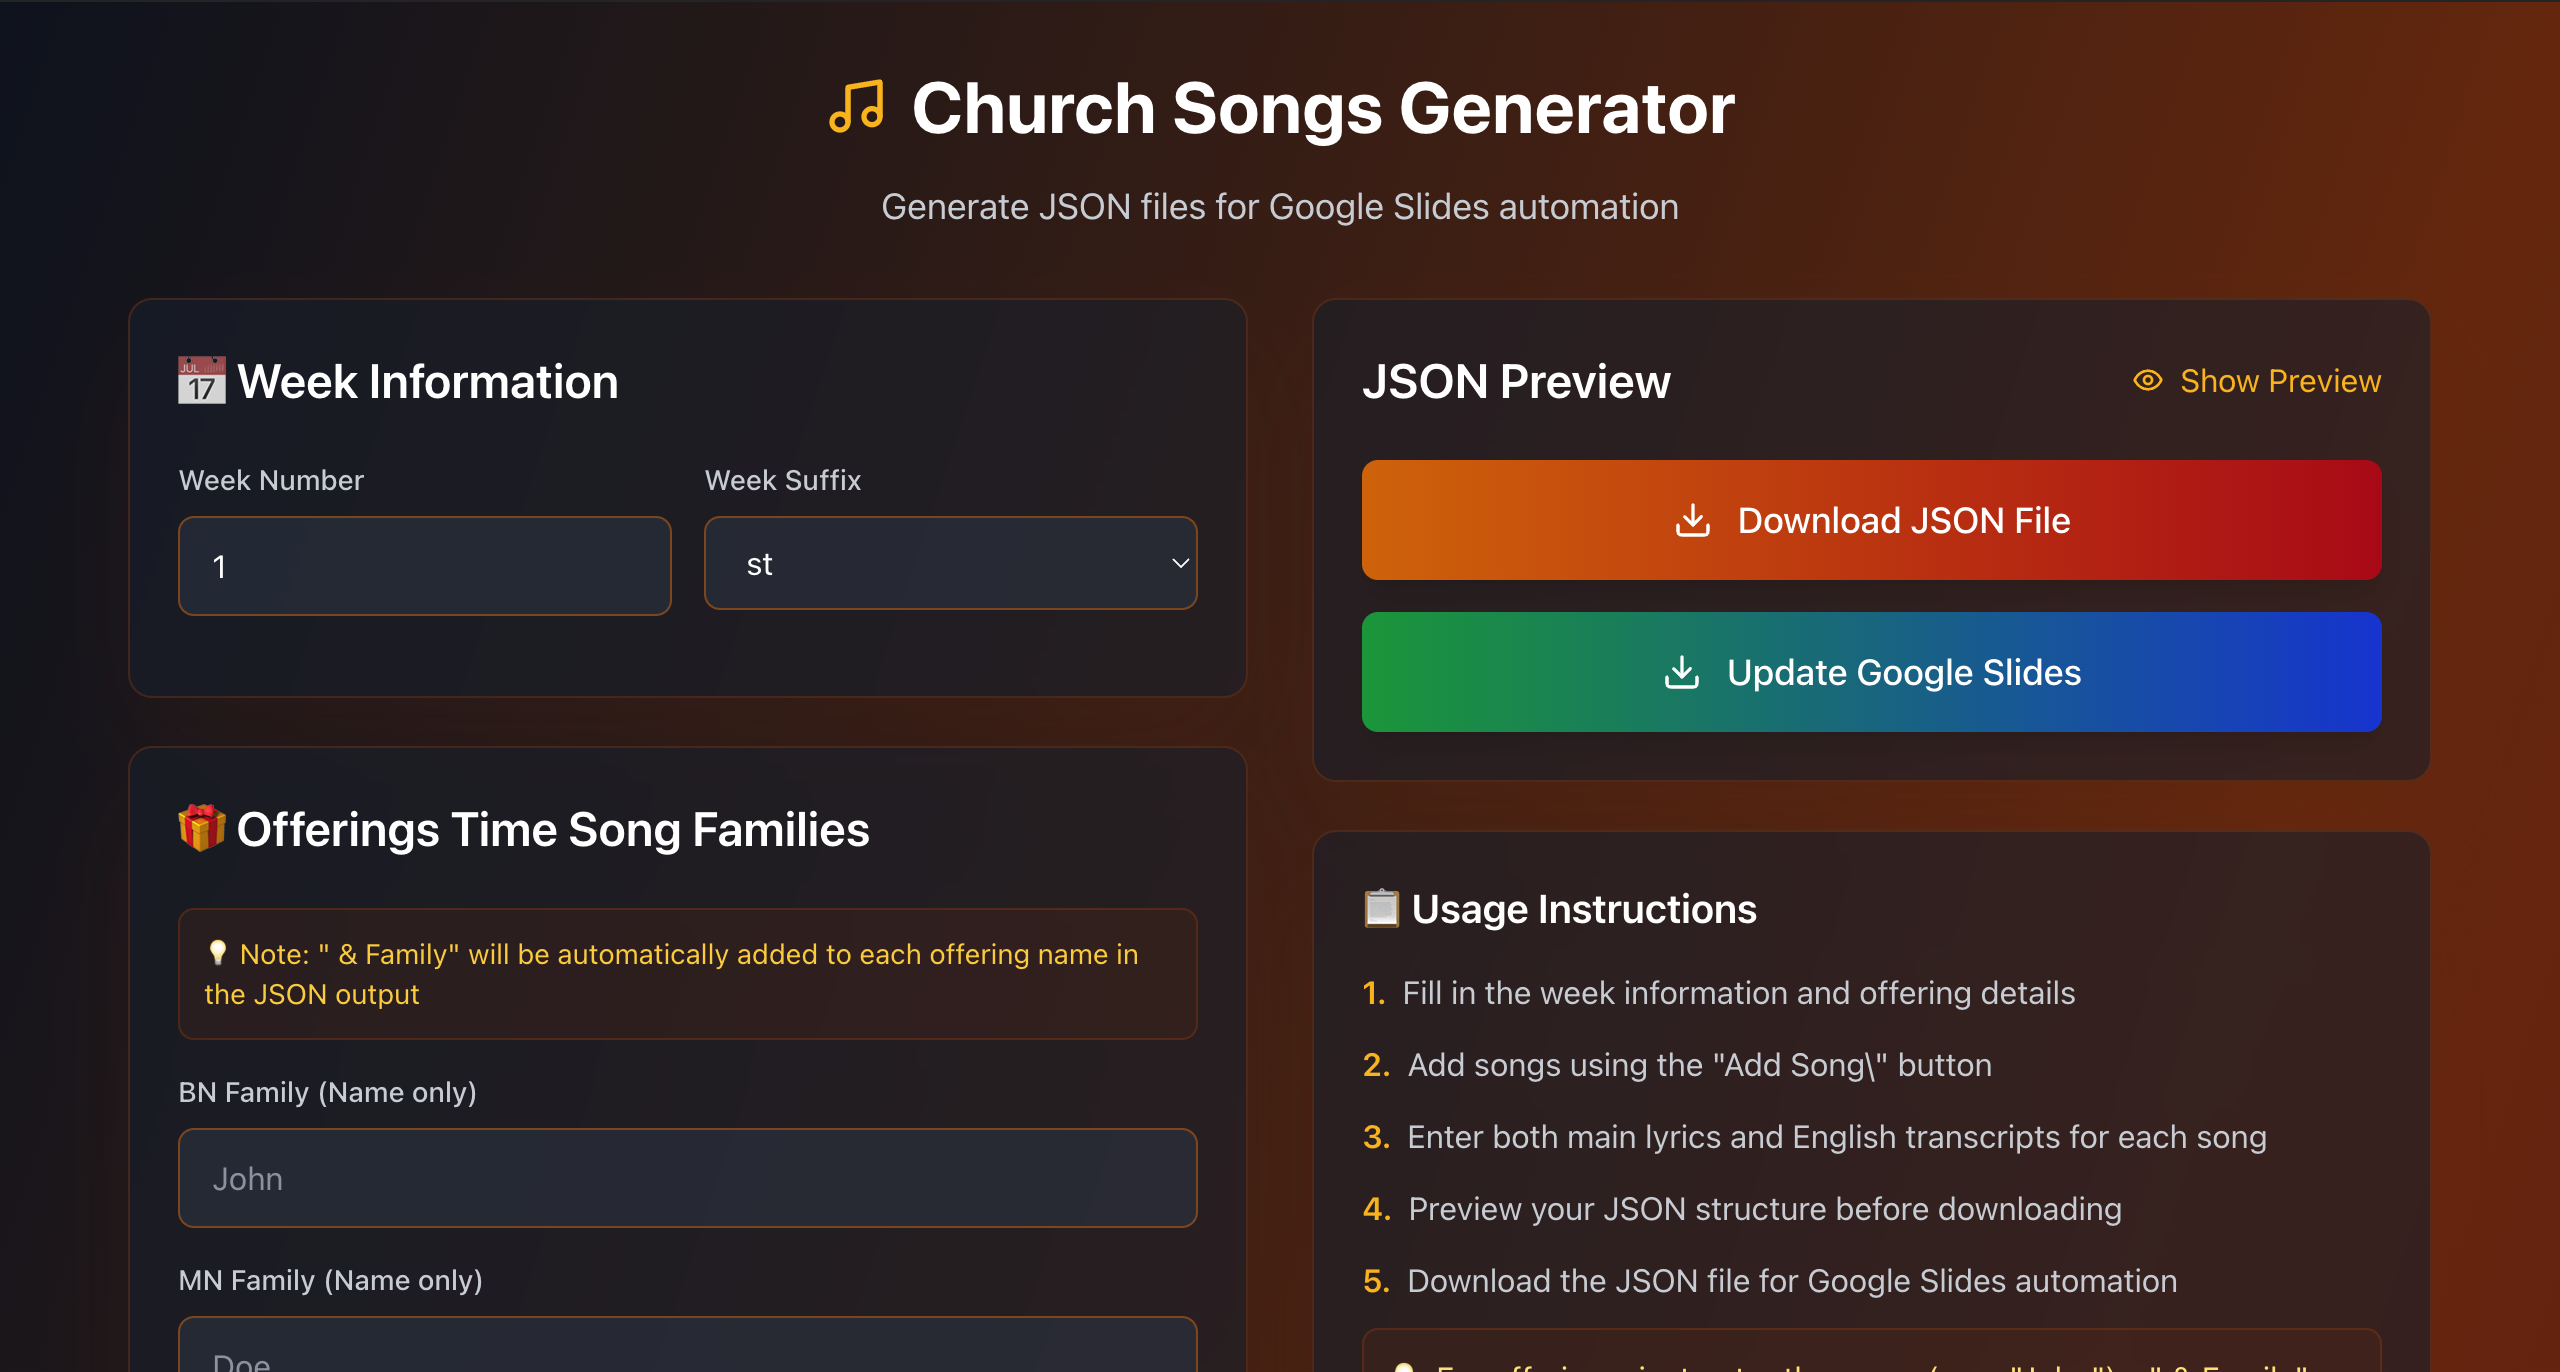 Church Songs Generator
Generate JSON files for Google Slides automation
JUL
17
Week Information
Week Number
Week Suffix
1
st
Offerings Time Song Families
Note: " & Family" will be automatically added to each offering name in
the JSON output
BN Family (Name only)
John
MN Family (Name only)
Doe
JSON Preview
Show Preview
Download JSON File
Update Google Slides
Usage Instructions
1. Fill in the week information and offering details
2. Add songs using the "Add Song\" button
3. Enter both main lyrics and English transcripts for each song
4. Preview your JSON structure before downloading
5. Download the JSON file for Google Slides automation